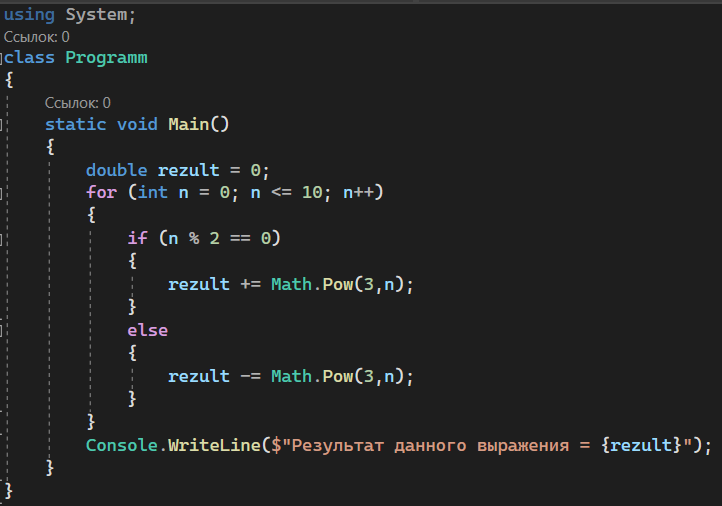 using System;
Ссылок: 0
class Programm
{
Ссылок: 0
static void Main()
{
double rezult = 0;
for (int n = 0; n <= 10; n++)
{
if (n % 2 == 0)
{
rezult += Math.Pow(3,n);
}
else
{
rezult -= Math.Pow(3,n);
}
}
Console.WriteLine($"Результат данного выражения = {rezult}");
}
}